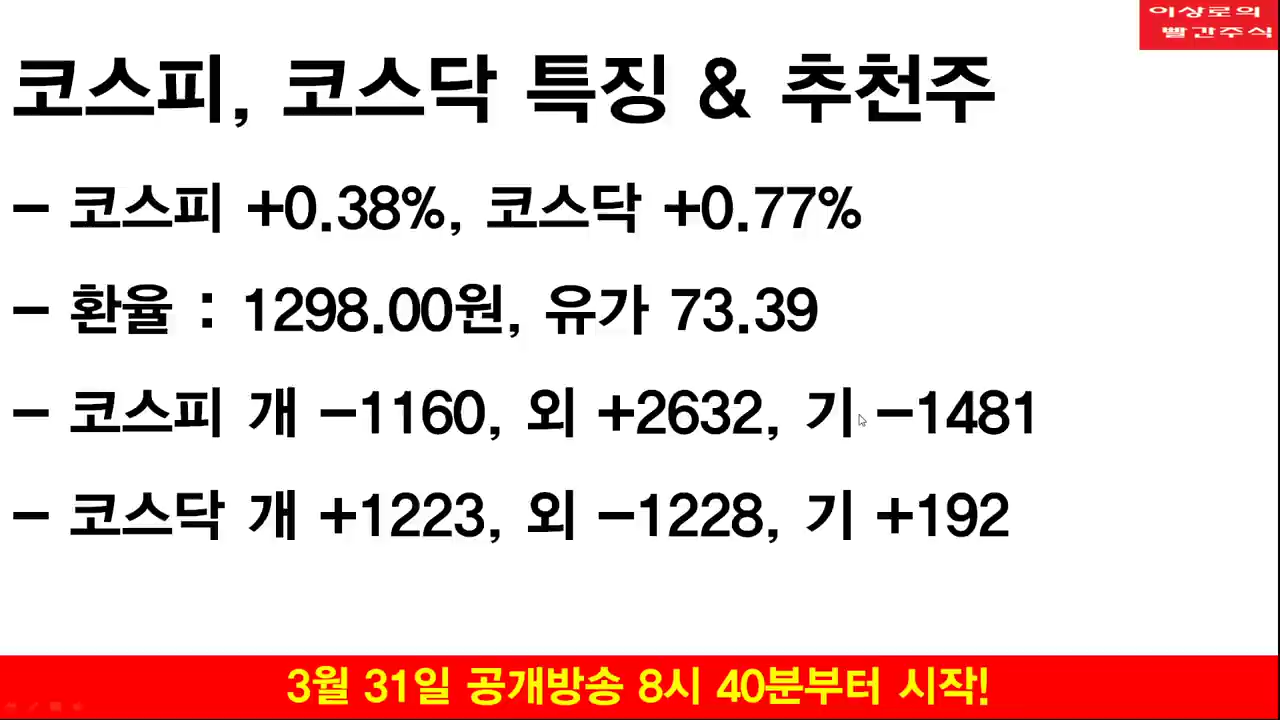 이상로의
빨간주식
코스피, 코스닥 특징 & 추천주
- 코스피 +0.38%, 코스닥 +0.77%
- 환율 : 1298.00원, 유가 73.39
- 코스피 개 -1160, 외 +2632, 기 -1481
- 코스닥 개 +1223, 외 -1228, 기 +192
3월 31일 공개방송 8시 40분부터 시작!